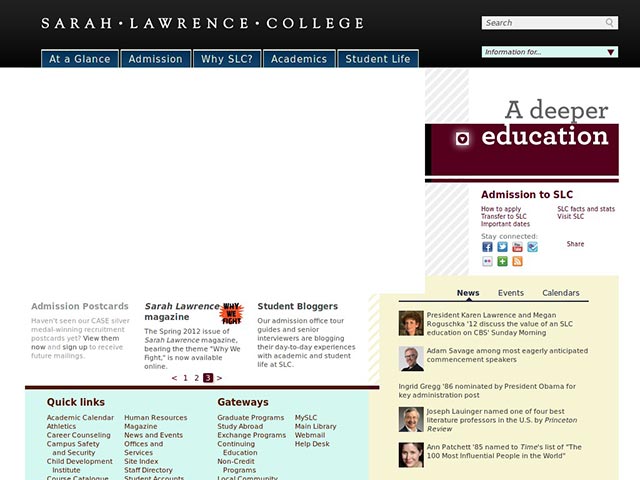 SARAH•LAWRENCE•COLLEGE
Search
Information for...
At a Glance
Admission
Why SLC?
Academics
Student Life
A deeper
education
Admission to SLC
How to apply
Transfer to SLC
Important dates
SLC facts and stats
Visit SLC
Stay connected:
Share
Admission Postcards
Haven't seen our CASE silver
medal-winning recruitment
postcards yet? View them
now and sign up to receive
future mailings.
Sarah Lawrence
magazine
WHY
WE
FIGHT
The Spring 2012 issue of
Sarah Lawrence magazine,
bearing the theme "Why We
Fight," is now available
online.
Student Bloggers
Our admission office tour
guides and senior
interviewers are blogging
their day-to-day experiences
with academic and student
life at SLC.
< 1 2 3 >
News
Events
Calendars
President Karen Lawrence and Megan
Roguschka '12 discuss the value of an SLC
education on CBS' Sunday Morning
Adam Savage among most eagerly anticipated
commencement speakers
Ingrid Gregg '86 nominated by President Obama for
key administration post
Joseph Lauinger named one of four best
literature professors in the U.S. by Princeton
Review
Ann Patchett '85 named to Time's list of "The
100 Most Influential People in the World"
Quick links
Academic Calendar
Athletics
Career Counseling
Campus Safety
and Security
Child Development
Institute
Course Catalogue
Human Resources
Magazine
News and Events
Offices and
Services
Site Index
Staff Directory
Student Accounts
Gateways
Graduate Programs
Study Abroad
Exchange Programs
Continuing
Education
Non-Credit
Programs
Local Community
MySLC
Main Library
Webmail
Help Desk